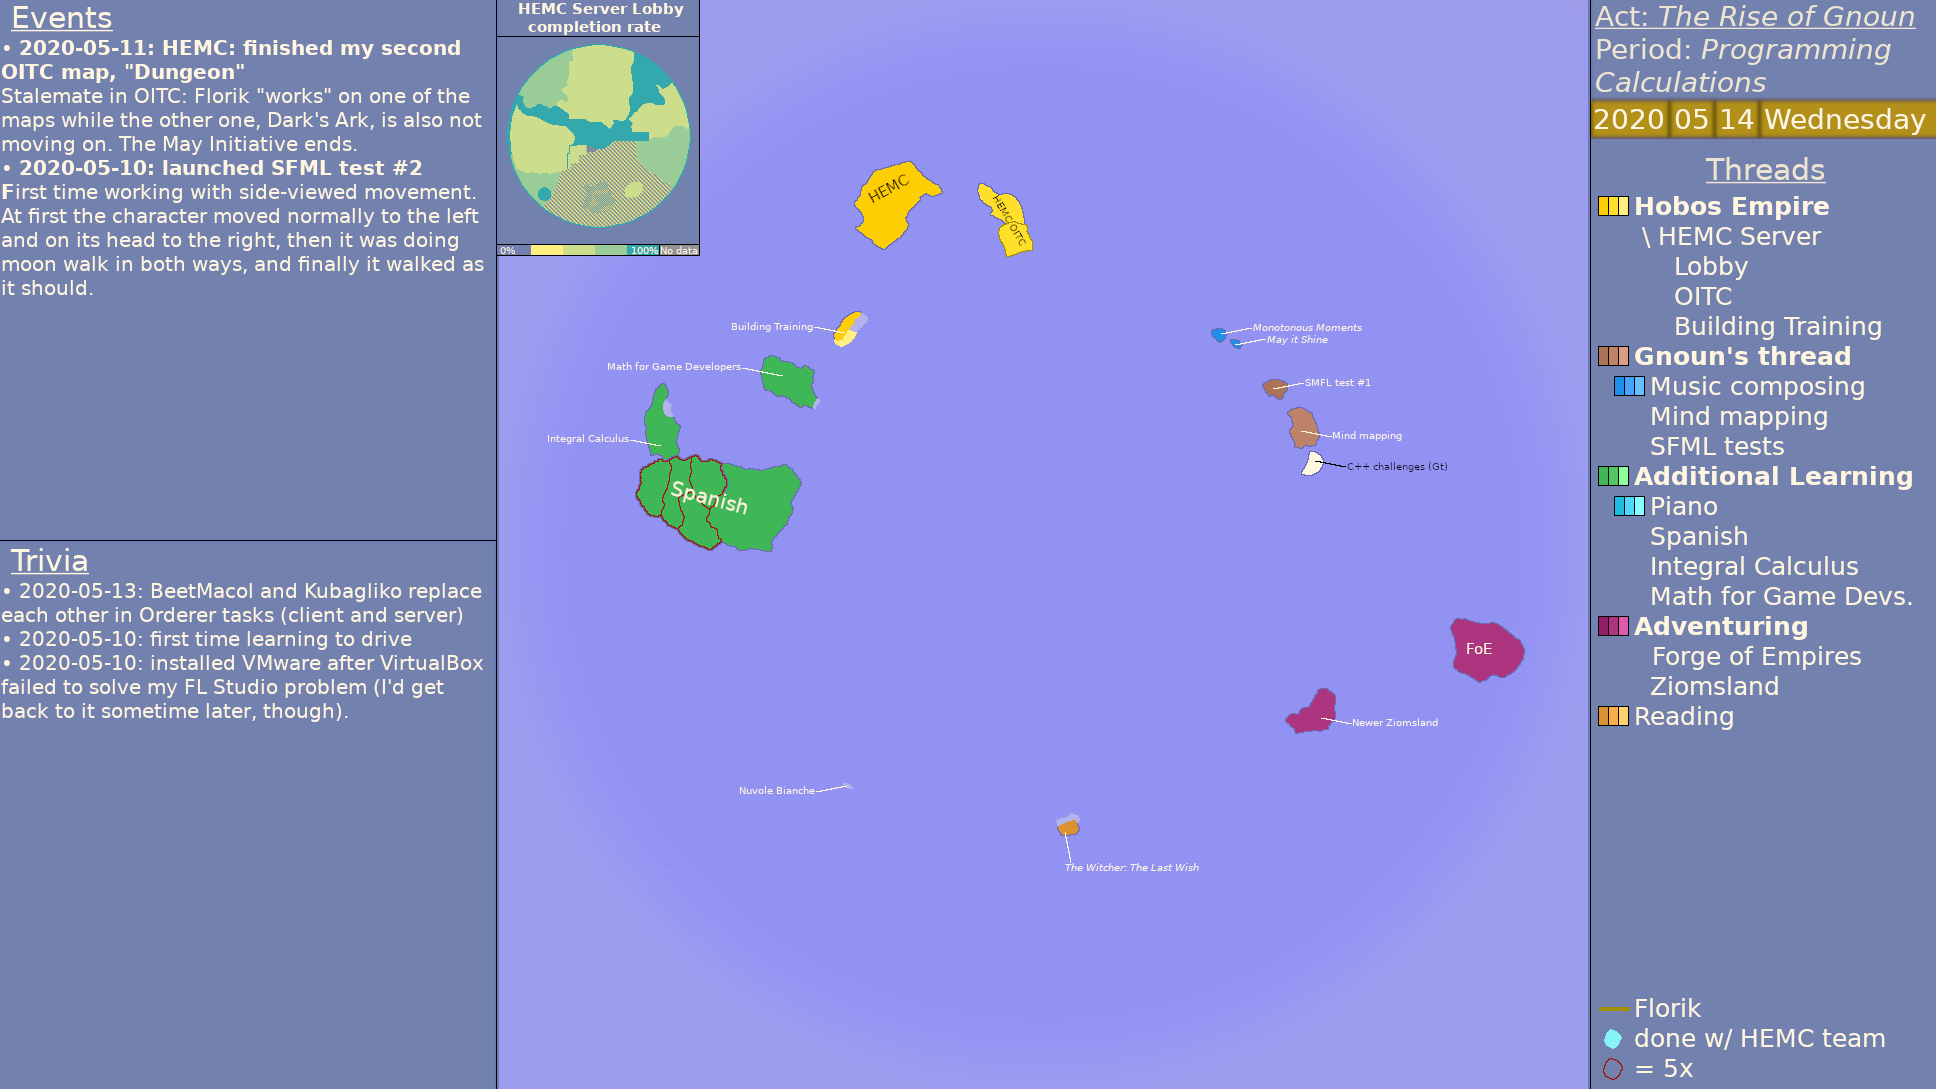 Events
• 2020-05-11: HEMC: finished my second
OITC map, "Dungeon"
Stalemate in OITC: Florik "works" on one of the
maps while the other one, Dark's Ark, is also not
moving on. The May Initiative ends.
• 2020-05-10: launched SFML test #2
First time working with side-viewed movement.
At first the character moved normally to the left
and on its head to the right, then it was doing
moon walk in both ways, and finally it walked as
it should.
Trivia
• 2020-05-13: BeetMacol and Kubagliko replace
each other in Orderer tasks (client and server)
• 2020-05-10: first time learning to drive
• 2020-05-10: installed VMware after VirtualBox
failed to solve my FL Studio problem (I'd get
back to it sometime later, though).
HEMC Server Lobby
completion rate
0% 100% No data
HEMC
HEMC
OITC
Building Training
Math for Game Developers
Integral Calculus
Spanish
Monotonous Moments
May it Shine
SMFL test #1
Mind mapping
C++ challenges (Gt)
FoE
Newer Ziomsland
Nuvole Bianche
The Witcher: The Last Wish
Act: The Rise of Gnoun
Period: Programming
Calculations
2020 05 14 Wednesday
Threads
Hobos Empire
\ HEMC Server
Lobby
OITC
Building Training
Gnoun's thread
Music composing
Mind mapping
SFML tests
Additional Learning
Piano
Spanish
Integral Calculus
Math for Game Devs.
Adventuring
Forge of Empires
Ziomsland
Reading
Florik
done w/ HEMC team
= 5x